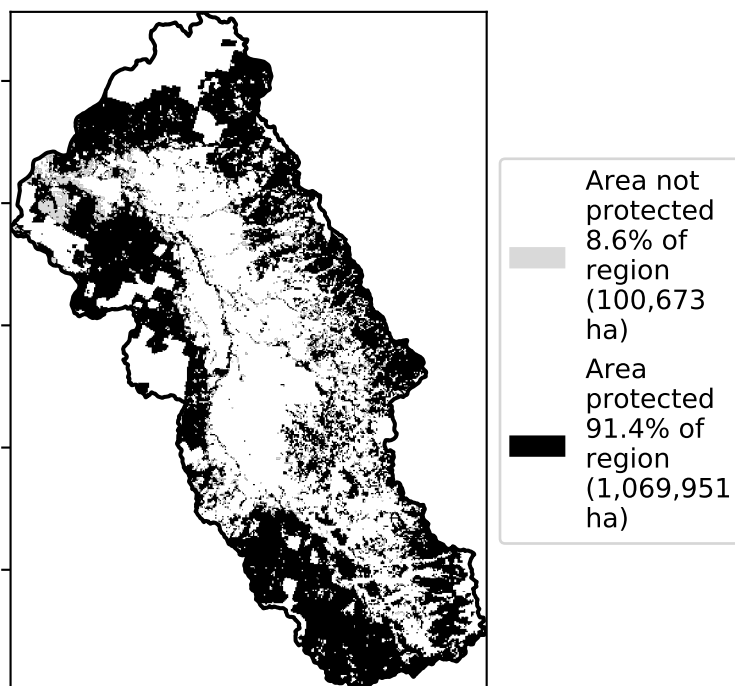 Area not
protected
8.6% of
region
(100,673
ha)
Area
protected
91.4% of
region
(1,069,951
ha)